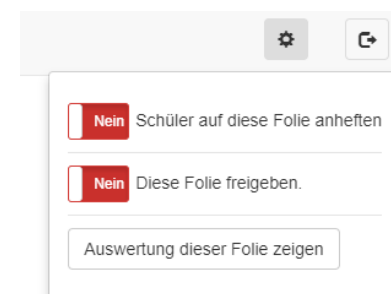 Nein Schüler auf diese Folie anheften
Nein Diese Folie freigeben.
Auswertung dieser Folie zeigen